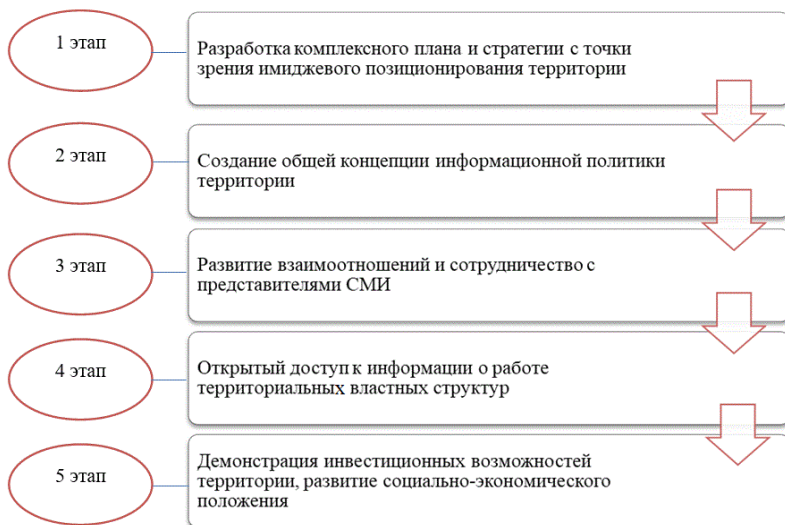 1 этап
Разработка комплексного плана и стратегии с точки
зрения имиджевого позиционирования территории
2 этап
Создание общей концепции информационной политики
территории
3 этап
Развитие взаимоотношений и сотрудничество с
представителями СМИ
4 этап
Открытый доступ к информации о работе
территориальных властных структур
5 этап
Демонстрация инвестиционных возможностей
территории, развитие социально-экономического
положения